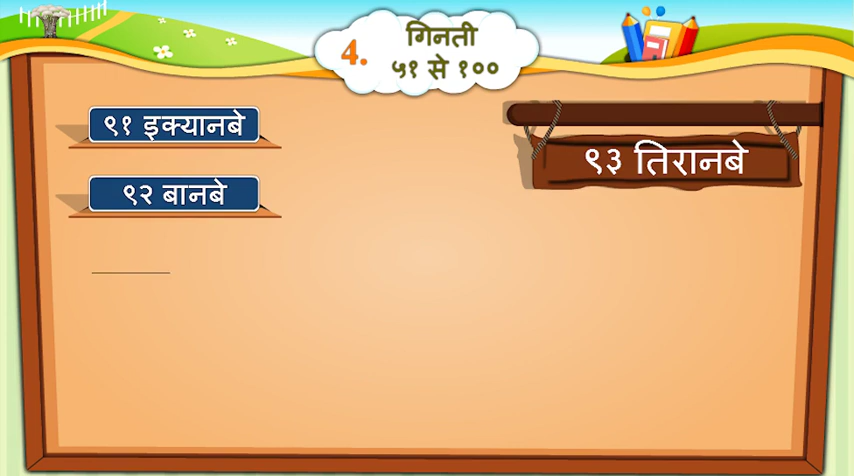 4. गिनती
५१ से १००
९१ इक्यानबे
९२ बानबे
९३ तिरानबे